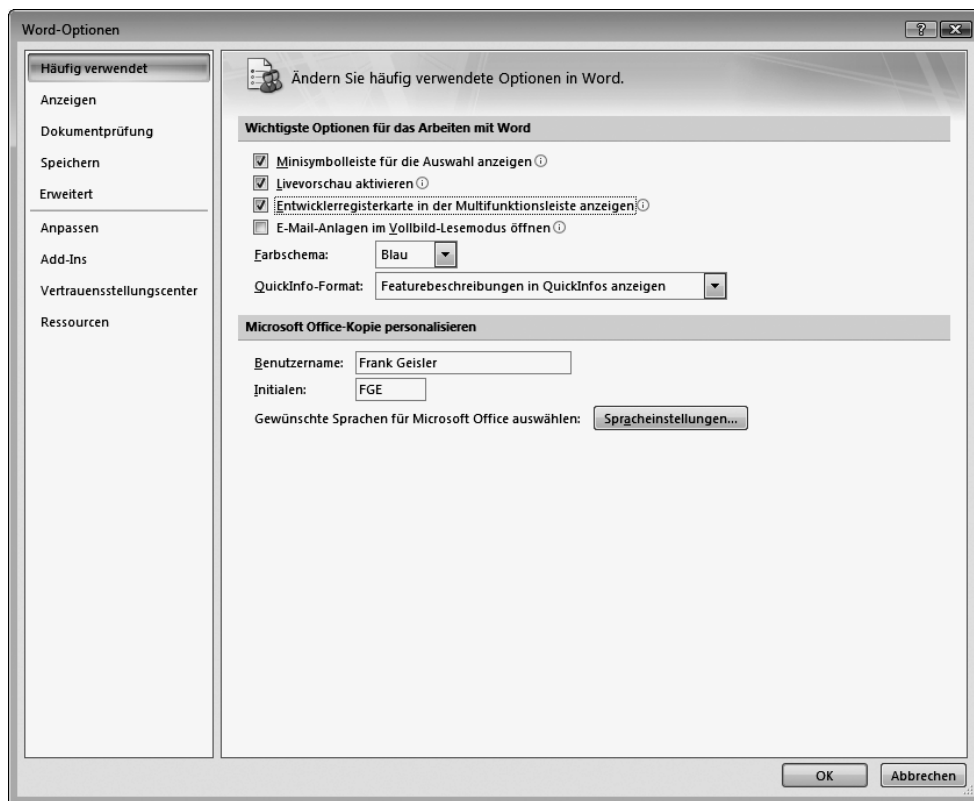 Word-Optionen
Häufig verwendet
Anzeigen
Dokumentprüfung
Speichern
Erweitert
Anpassen
Add-Ins
Vertrauensstellungscenter
Ressourcen
Ändern Sie häufig verwendete Optionen in Word.
Wichtigste Optionen für das Arbeiten mit Word
Minisymbolleiste für die Auswahl anzeigen
Livevorschau aktivieren
Entwicklerregisterkarte in der Multifunktionsleiste anzeigen
E-Mail-Anlagen im Vollbild-Lesemodus öffnen
Farbschema: Blau
QuickInfo-Format: Featurebeschreibungen in QuickInfos anzeigen
Microsoft Office-Kopie personalisieren
Benutzername: Frank Geisler
Initialen: FGE
Gewünschte Sprachen für Microsoft Office auswählen: Spracheinstellungen...
OK Abbrechen